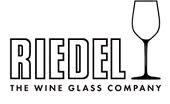 RIEDEL
THE WINE GLASS COMPANY